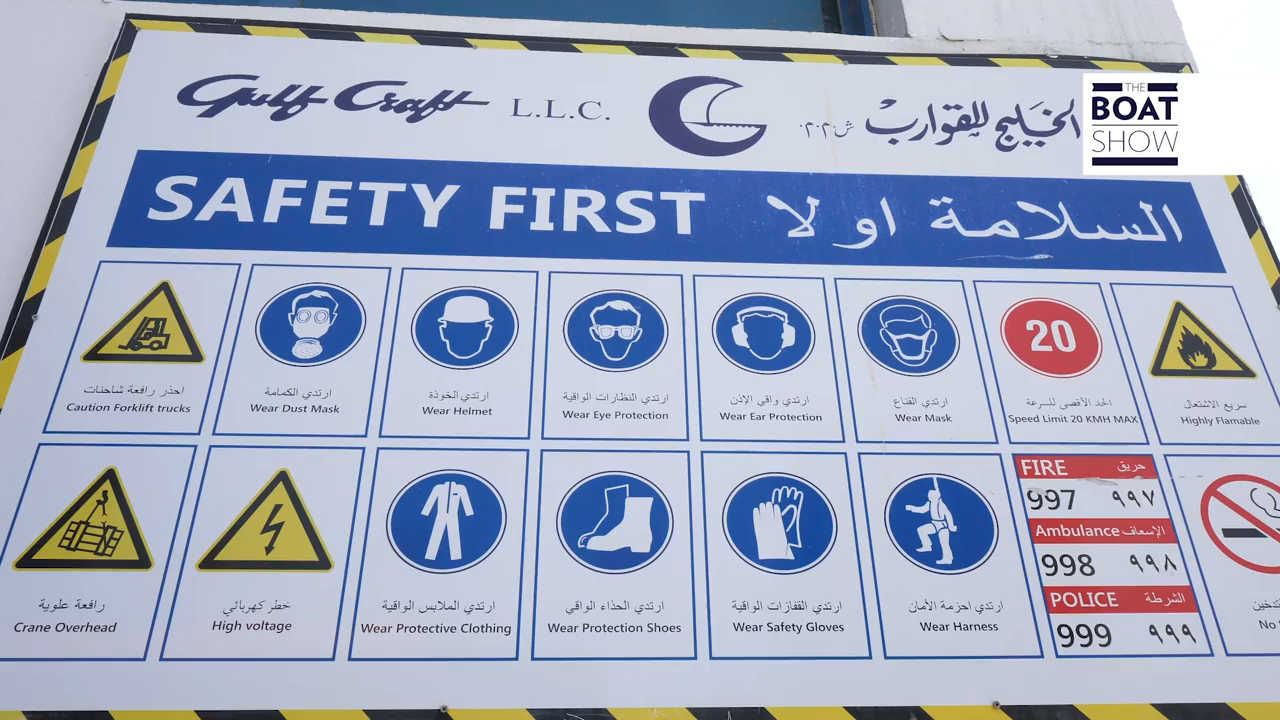 Gulf Craft L.L.C.
الخليج للقوارب ش.ذ.م.م
THE
BOAT
SHOW
SAFETY FIRST السلامة اولا
احذر رافعة شاحنات
Caution Forklift trucks
ارتدي الكمامة
Wear Dust Mask
ارتدي الخوذة
Wear Helmet
ارتدي النظارات الواقية
Wear Eye Protection
ارتدي واقي الإذن
Wear Ear Protection
ارتدي القناع
Wear Mask
20
الحد الأقصى للسرعة
Speed Limit 20 KMH MAX
سريع الاشتعال
Highly Flamable
رافعة علوية
Crane Overhead
خطر كهربائي
High voltage
ارتدي الملابس الواقية
Wear Protective Clothing
ارتدي الحذاء الواقي
Wear Protection Shoes
ارتدي القفازات الواقية
Wear Safety Gloves
ارتدي احزمة الأمان
Wear Harness
FIRE حريق
997 ٩٩٧
Ambulance الإسعاف
998 ٩٩٨
POLICE الشرطة
999 ٩٩٩
No